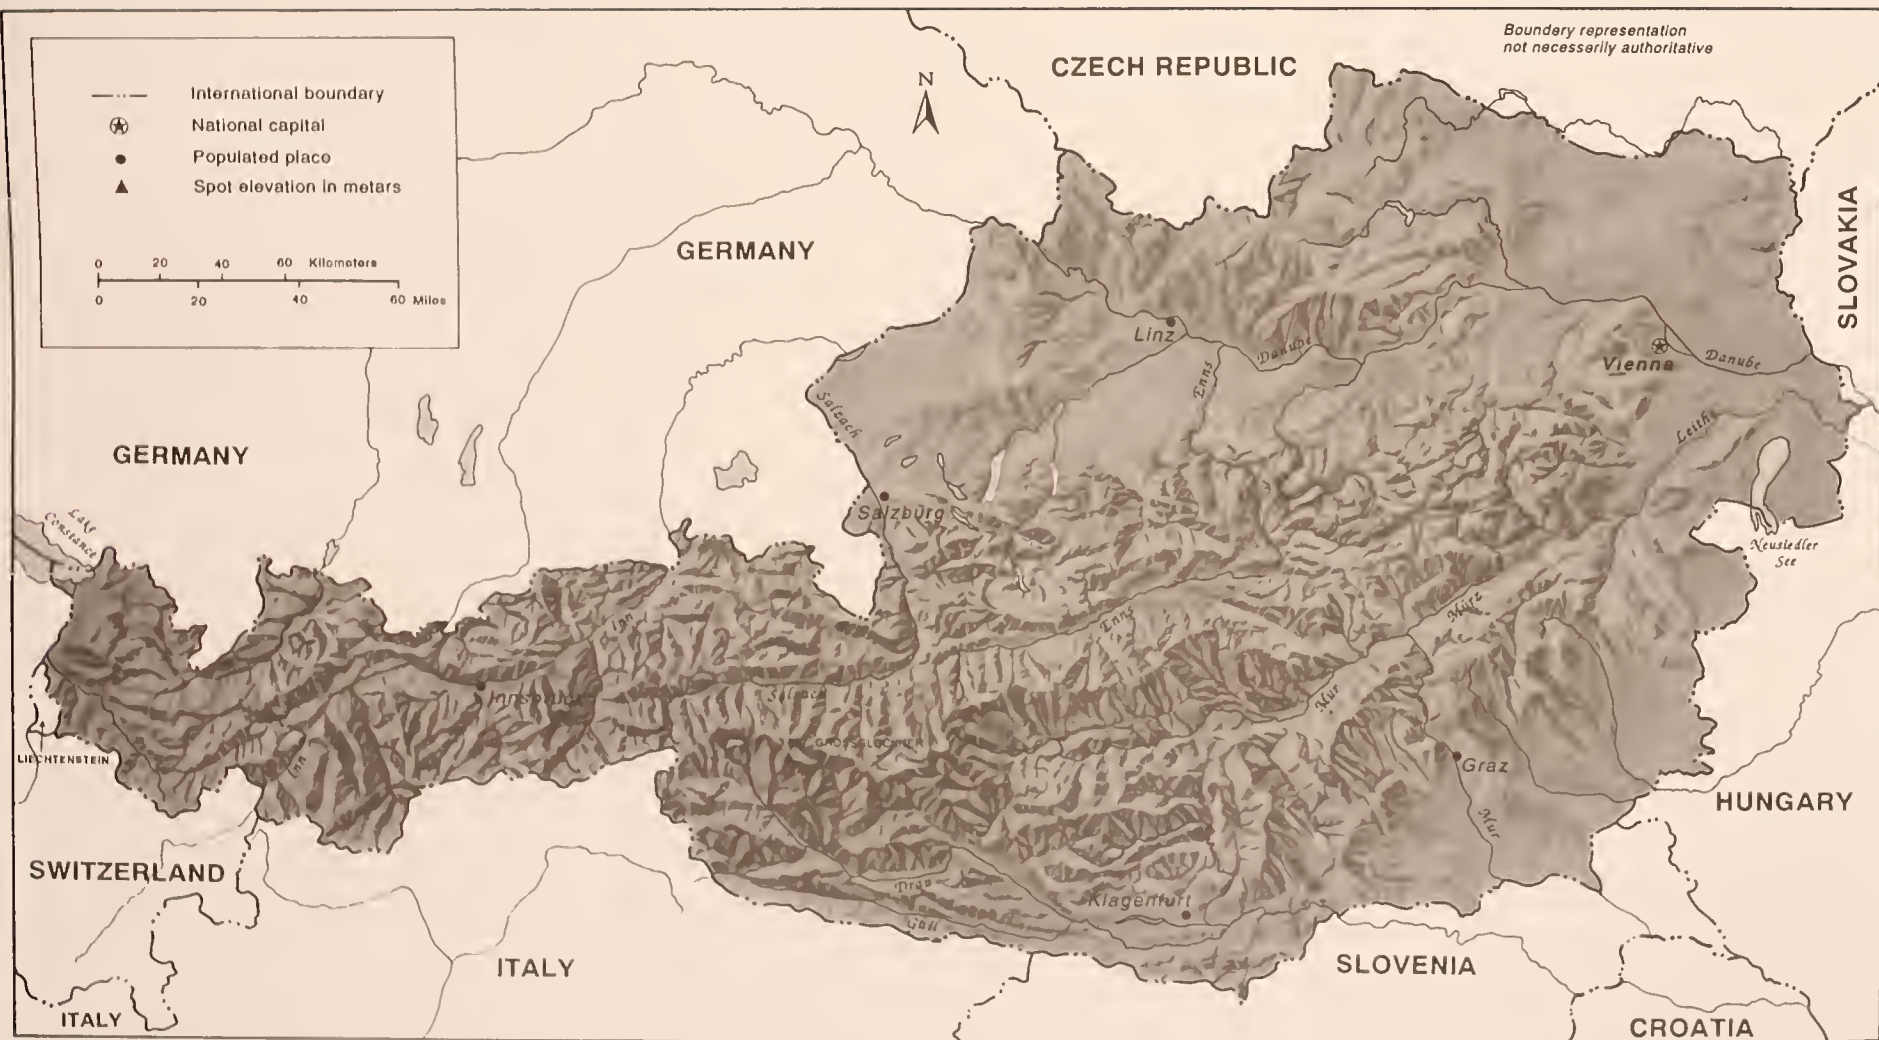 International boundary
National capital
Populated placo
Spot elevation in metars
0 20 40 60 Kilometers
0 20 40 60 Milos
N
Boundary representation
not necesserily authoritative
CZECH REPUBLIC
SLOVAKIA
GERMANY
GERMANY
Linz
Danube
Enns
Vienna
Danube
Salzach
Leitha
Salzburg
Lake
Constance
Neusiedler
See
Inn
Enns
Mürz
Innsbruck
Salzach
Mur
GROSSGLOCKNER
LIECHTENSTEIN
Inn
Graz
HUNGARY
Mur
SWITZERLAND
Drau
Klagenfurt
Gail
ITALY
SLOVENIA
ITALY
CROATIA